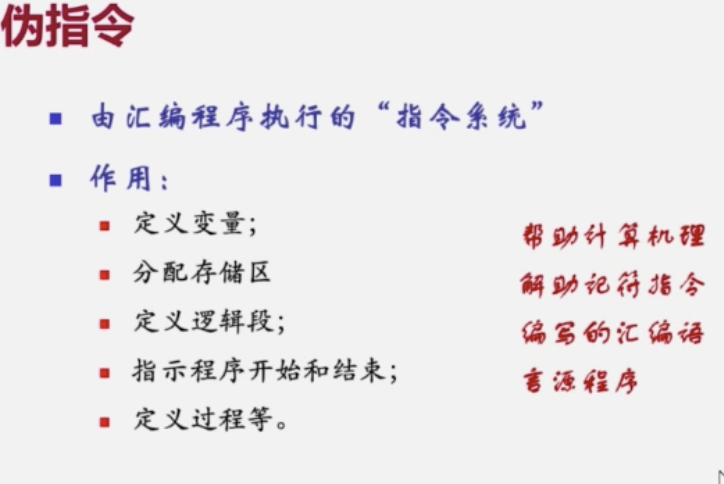 伪指令
由汇编程序执行的“指令系统”
作用：
定义变量；
分配存储区
定义逻辑段；
指示程序开始和结束；
定义过程等。
帮助计算机理
解助记符指令
编写的汇编语
言源程序